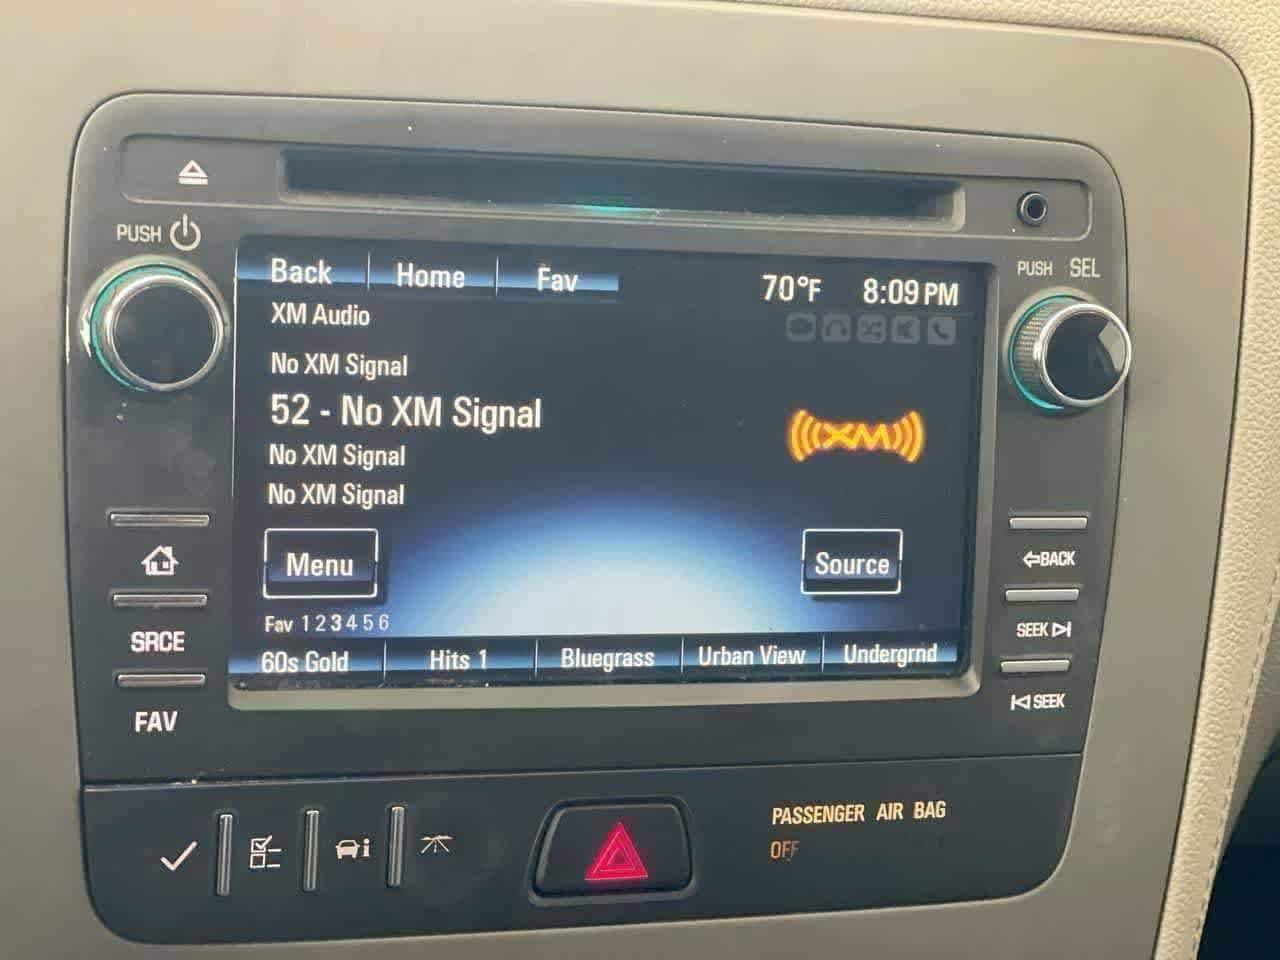 PUSH
PUSH SEL
Back Home Fav 70°F 8:09 PM
XM Audio
No XM Signal
52 - No XM Signal
XM
No XM Signal
No XM Signal
Menu Source
Fav 1 2 3 4 5 6
60s Gold Hits 1 Bluegrass Urban View Undergrnd
SRCE
FAV
BACK
SEEK
SEEK
PASSENGER AIR BAG
OFF